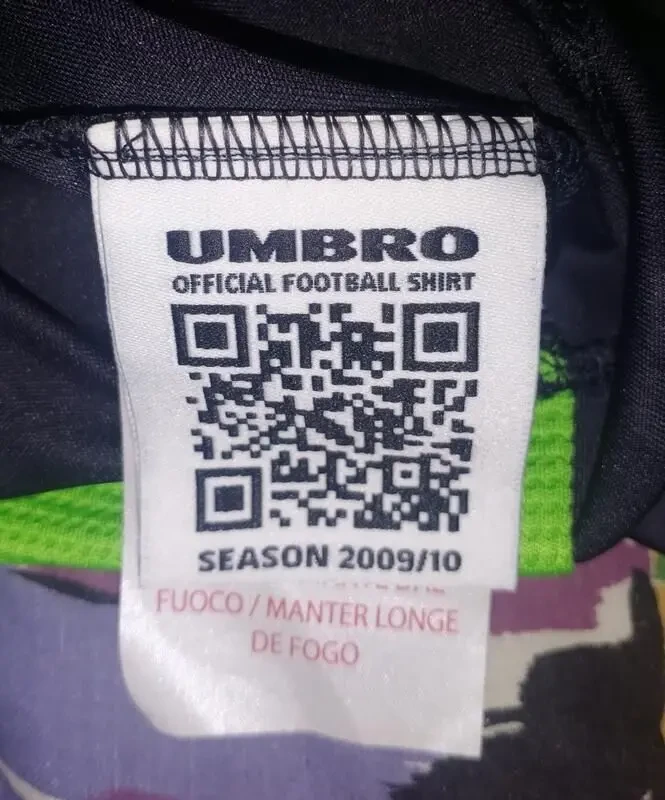 UMBRO
OFFICIAL FOOTBALL SHIRT
SEASON 2009/10
FUOCO / MANTER LONGE
DE FOGO